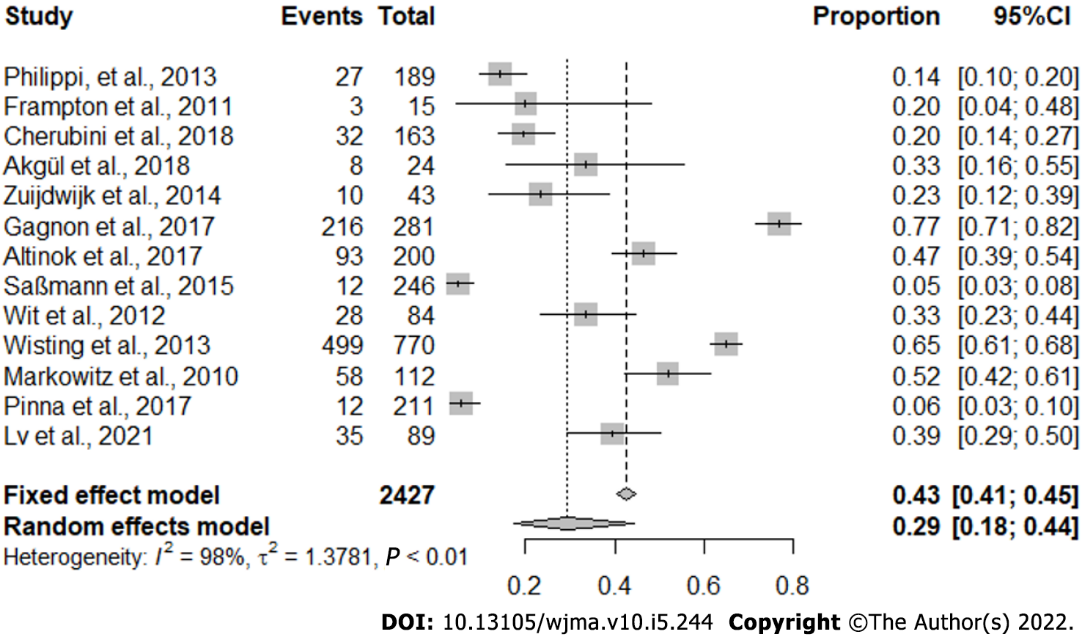 Study Events Total Proportion 95%CI
Philippi, et al., 2013 27 189 0.14 [0.10; 0.20]
Frampton et al., 2011 3 15 0.20 [0.04; 0.48]
Cherubini et al., 2018 32 163 0.20 [0.14; 0.27]
Akgül et al., 2018 8 24 0.33 [0.16; 0.55]
Zuijdwijk et al., 2014 10 43 0.23 [0.12; 0.39]
Gagnon et al., 2017 216 281 0.77 [0.71; 0.82]
Altinok et al., 2017 93 200 0.47 [0.39; 0.54]
Saßmann et al., 2015 12 246 0.05 [0.03; 0.08]
Wit et al., 2012 28 84 0.33 [0.23; 0.44]
Wisting et al., 2013 499 770 0.65 [0.61; 0.68]
Markowitz et al., 2010 58 112 0.52 [0.42; 0.61]
Pinna et al., 2017 12 211 0.06 [0.03; 0.10]
Lv et al., 2021 35 89 0.39 [0.29; 0.50]
Fixed effect model 2427 0.43 [0.41; 0.45]
Random effects model 0.29 [0.18; 0.44]
Heterogeneity: I² = 98%, τ² = 1.3781, P < 0.01
0.2 0.4 0.6 0.8
DOI: 10.13105/wjma.v10.i5.244 Copyright ©The Author(s) 2022.